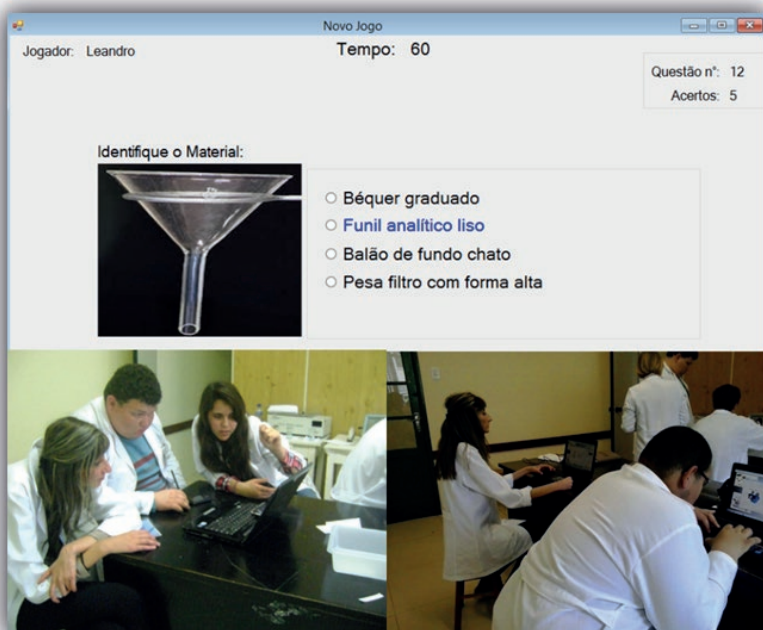 Novo Jogo
Jogador: Leandro
Tempo: 60
Questão n°: 12
Acertos: 5
Identifique o Material:
Béquer graduado
Funil analítico liso
Balão de fundo chato
Pesa filtro com forma alta